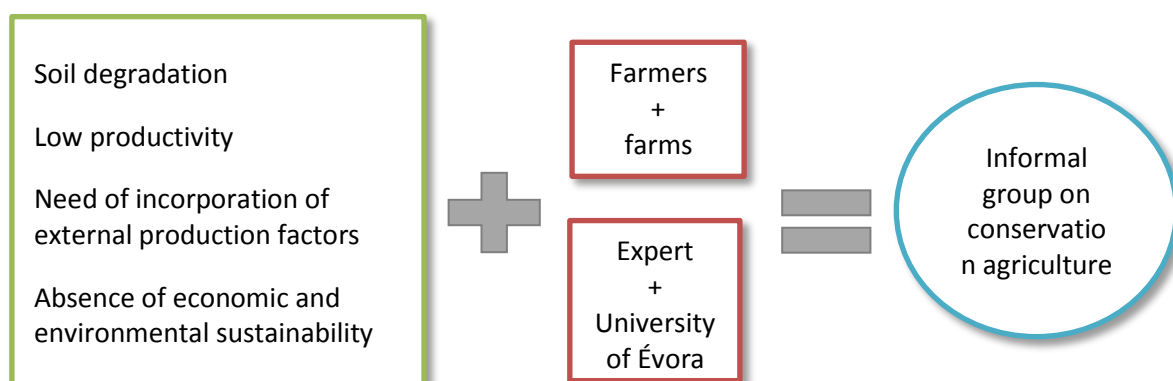 Soil degradation
Low productivity
Need of incorporation of
external production factors
Absence of economic and
environmental sustainability
Farmers
+
farms
Expert
+
University
of Évora
Informal
group on
conservatio
n agriculture